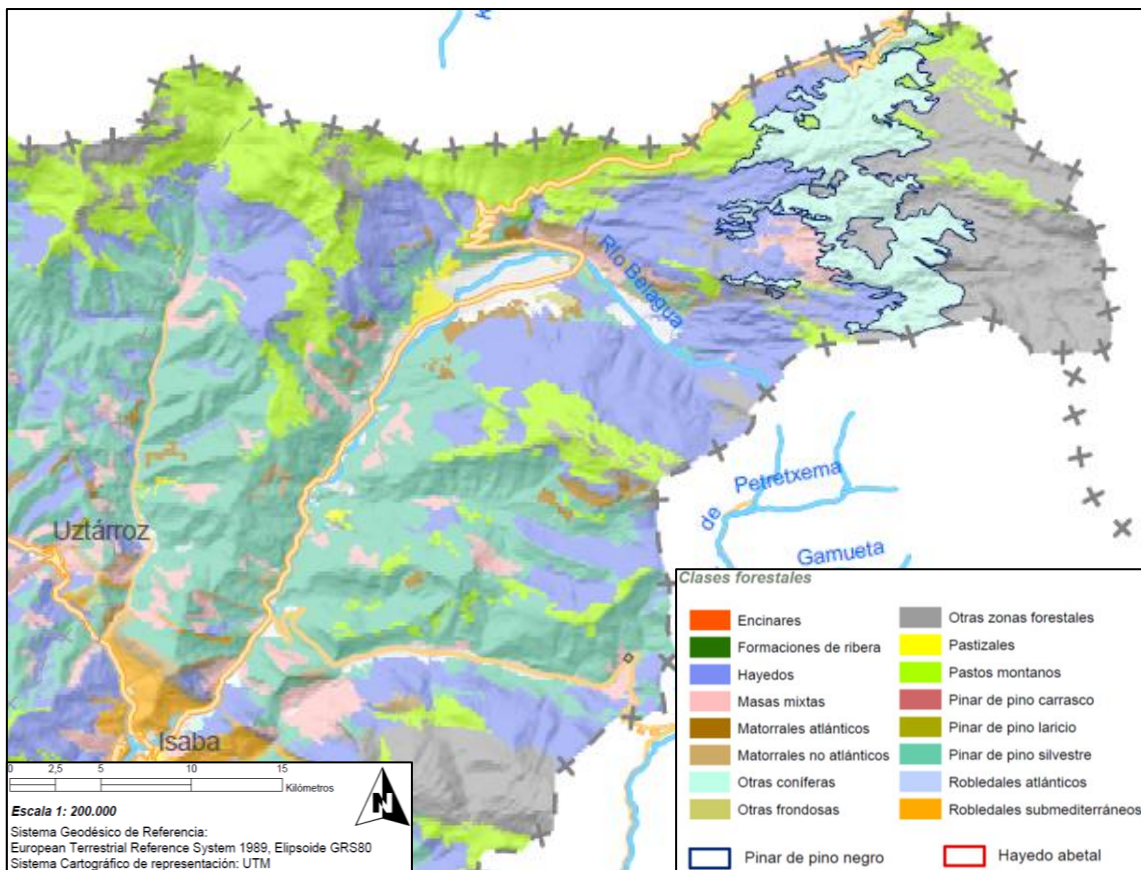 Río Belagua
Petretxema
de
Gamueta
Uztárroz
Isaba
0 2,5 5 10 15
Kilómetros
Escala 1: 200.000
Sistema Geodésico de Referencia:
European Terrestrial Reference System 1989, Elipsoide GRS80
Sistema Cartográfico de representación: UTM
N
Clases forestales
Encinares
Formaciones de ribera
Hayedos
Masas mixtas
Matorrales atlánticos
Matorrales no atlánticos
Otras coníferas
Otras frondosas
Otras zonas forestales
Pastizales
Pastos montanos
Pinar de pino carrasco
Pinar de pino laricio
Pinar de pino silvestre
Robledales atlánticos
Robledales submediterráneos
Pinar de pino negro
Hayedo abetal